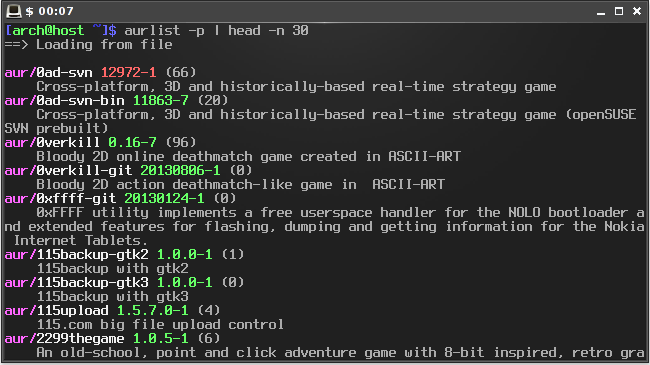 $ 00:07
[arch@host ~]$ aurlist -p | head -n 30
==> Loading from file
aur/0ad-svn 12972-1 (66)
Cross-platform, 3D and historically-based real-time strategy game
aur/0ad-svn-bin 11863-7 (20)
Cross-platform, 3D and historically-based real-time strategy game (openSUSE
SVN prebuilt)
aur/0verkill 0.16-7 (96)
Bloody 2D online deathmatch game created in ASCII-ART
aur/0verkill-git 20130806-1 (0)
Bloody 2D action deathmatch-like game in  ASCII-ART
aur/0xffff-git 20130124-1 (0)
0xFFFF utility implements a free userspace handler for the NOLO bootloader a
nd extended features for flashing, dumping and getting information for the Nokia
Internet Tablets.
aur/115backup-gtk2 1.0.0-1 (1)
115backup with gtk2
aur/115backup-gtk3 1.0.0-1 (0)
115backup with gtk3
aur/115upload 1.5.7.0-1 (4)
115.com big file upload control
aur/2299thegame 1.0.5-1 (6)
An old-school, point and click adventure game with 8-bit inspired, retro gra